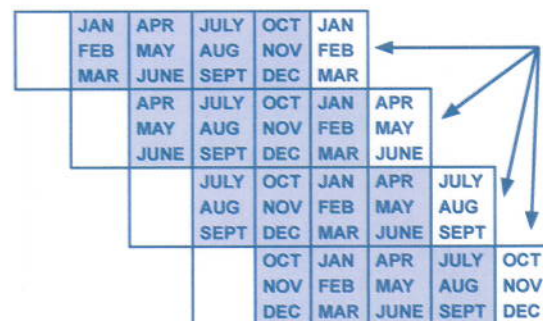 JAN APR JULY OCT JAN
FEB MAY AUG NOV FEB
MAR JUNE SEPT DEC MAR
APR JULY OCT JAN APR
MAY AUG NOV FEB MAY
JUNE SEPT DEC MAR JUNE
JULY OCT JAN APR JULY
AUG NOV FEB MAY AUG
SEPT DEC MAR JUNE SEPT
OCT JAN APR JULY OCT
NOV FEB MAY AUG NOV
DEC MAR JUNE SEPT DEC